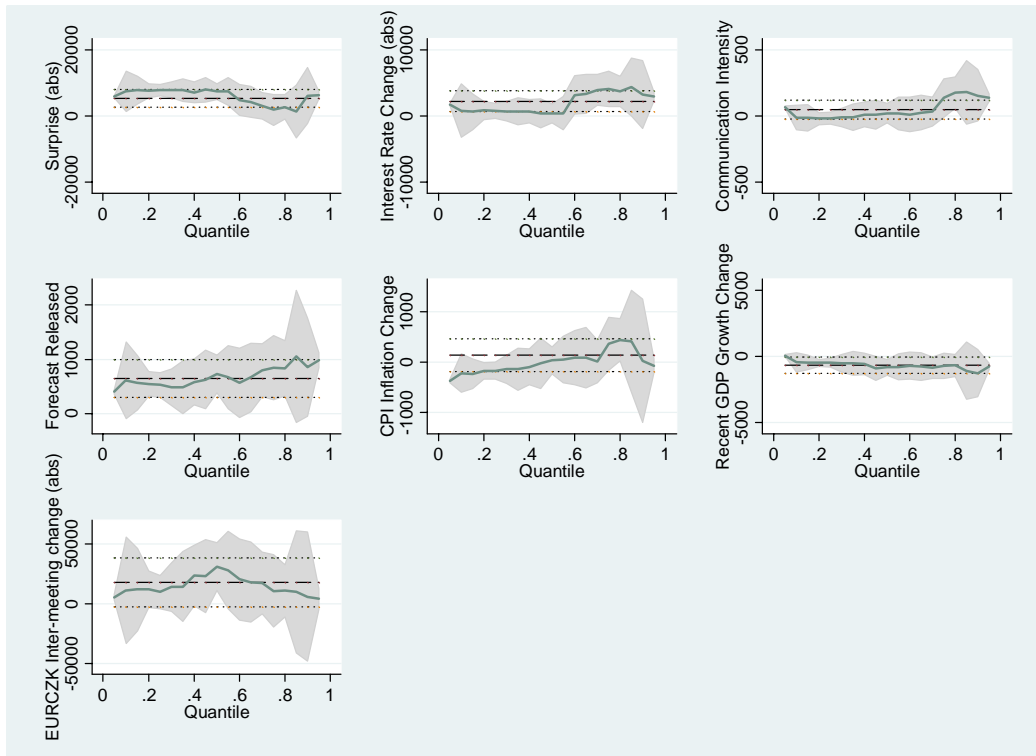 Surprise (abs)
20000
0
-20000
0 .2 .4 .6 .8 1
Quantile
Interest Rate Change (abs)
10000
0
-10000
0 .2 .4 .6 .8 1
Quantile
Communication Intensity
500
0
-500
0 .2 .4 .6 .8 1
Quantile
Forecast Released
2000
1000
0
0 .2 .4 .6 .8 1
Quantile
CPI Inflation Change
1000
0
-1000
0 .2 .4 .6 .8 1
Quantile
Recent GDP Growth Change
5000
0
-5000
0 .2 .4 .6 .8 1
Quantile
EURCZK Inter-meeting change (abs)
50000
0
-50000
0 .2 .4 .6 .8 1
Quantile